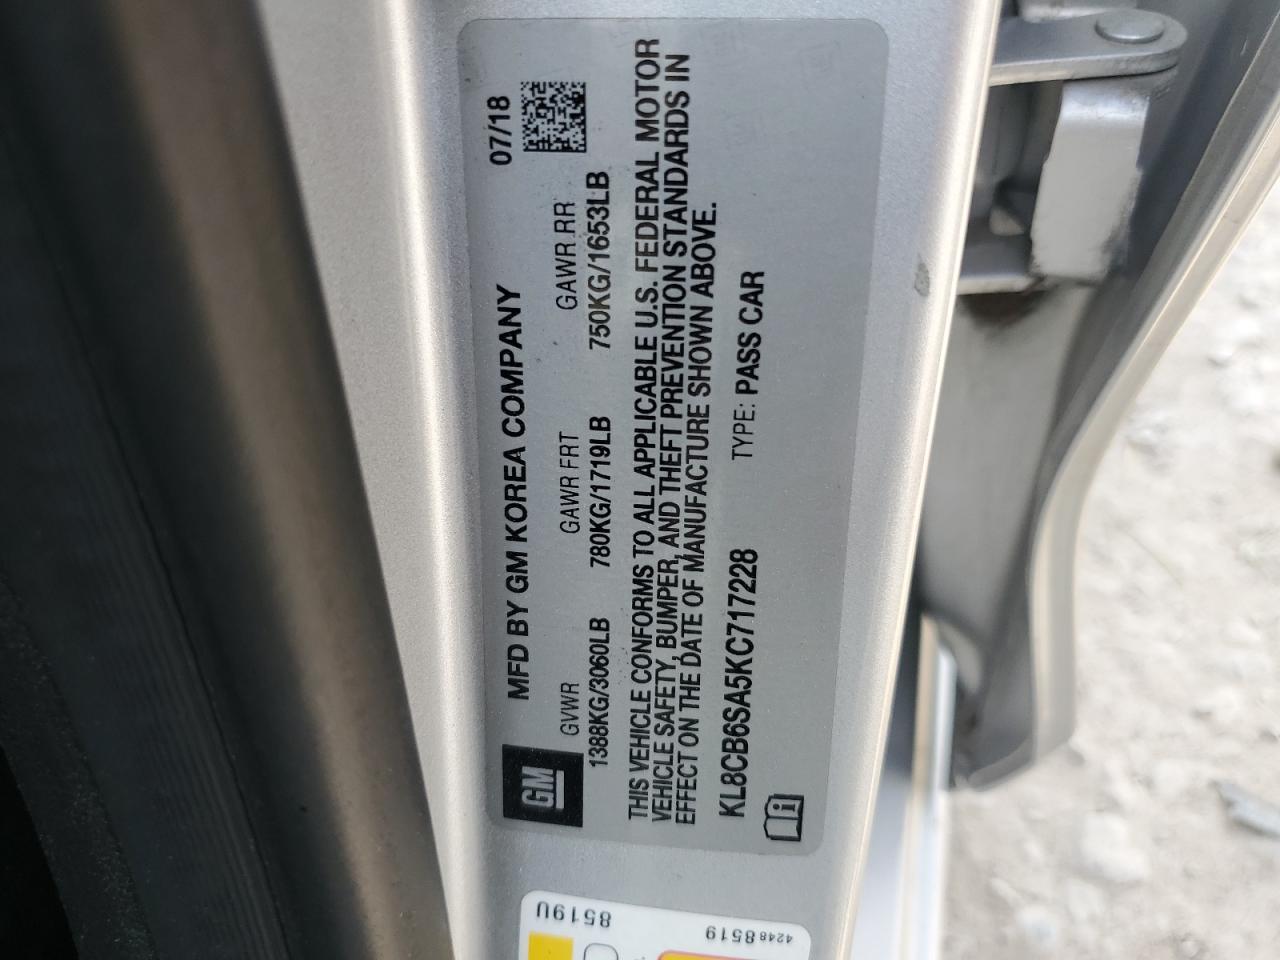 MFD BY GM KOREA COMPANY 07/18
GM
GVWR GAWR FRT GAWR RR
1388KG/3060LB 780KG/1719LB 750KG/1653LB
THIS VEHICLE CONFORMS TO ALL APPLICABLE U.S. FEDERAL MOTOR
VEHICLE SAFETY, BUMPER, AND THEFT PREVENTION STANDARDS IN
EFFECT ON THE DATE OF MANUFACTURE SHOWN ABOVE.
KL8CB6SA5KC717228 TYPE: PASS CAR
i
8519U
42488519